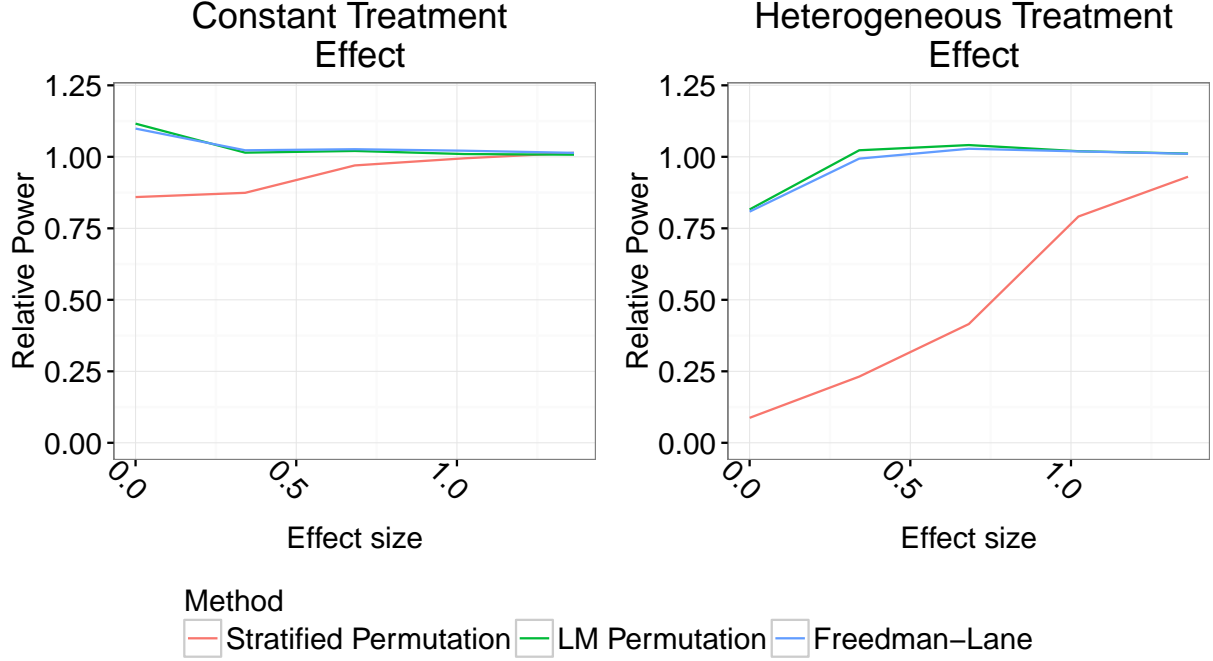 Constant Treatment
Effect
1.25
1.00
0.75
0.50
0.25
0.00
Relative Power
0.0
0.5
1.0
Effect size
Heterogeneous Treatment
Effect
1.25
1.00
0.75
0.50
0.25
0.00
Relative Power
0.0
0.5
1.0
Effect size
Method
Stratified Permutation
LM Permutation
Freedman−Lane